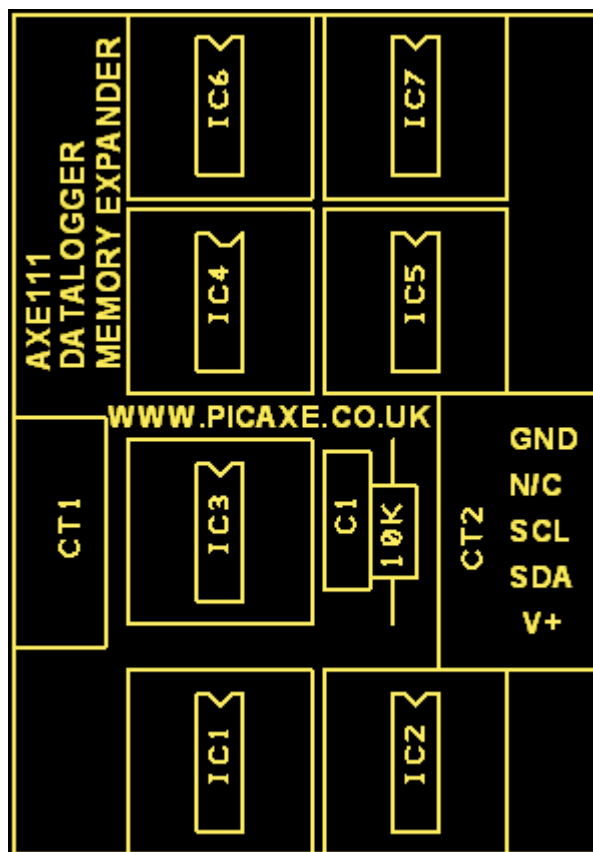 AXE111
DATALOGGER
MEMORY EXPANDER
IC6
IC7
IC4
IC5
WWW.PICAXE.CO.UK
CT1
IC3
C1
10K
CT2
GND
N/C
SCL
SDA
V+
IC1
IC2